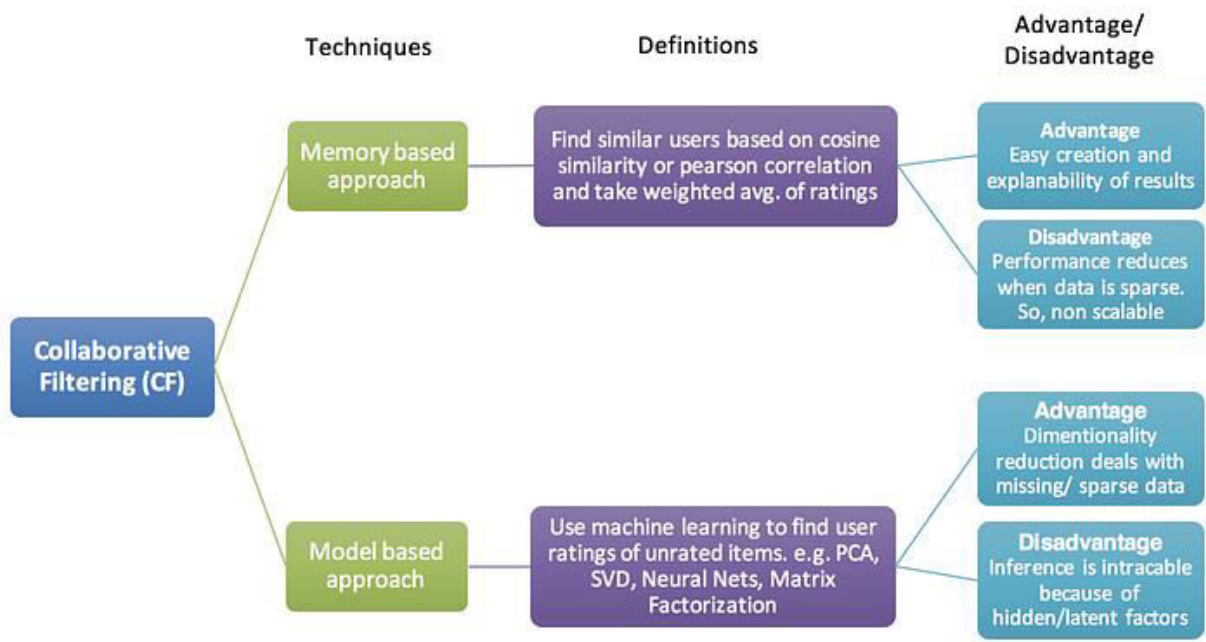 Techniques
Definitions
Advantage/
Disadvantage
Collaborative
Filtering (CF)
Memory based
approach
Find similar users based on cosine
similarity or pearson correlation
and take weighted avg. of ratings
Advantage
Easy creation and
explanability of results
Disadvantage
Performance reduces
when data is sparse.
So, non scalable
Model based
approach
Use machine learning to find user
ratings of unrated items. e.g. PCA,
SVD, Neural Nets, Matrix
Factorization
Advantage
Dimentionality
reduction deals with
missing/ sparse data
Disadvantage
Inference is intracable
because of
hidden/latent factors